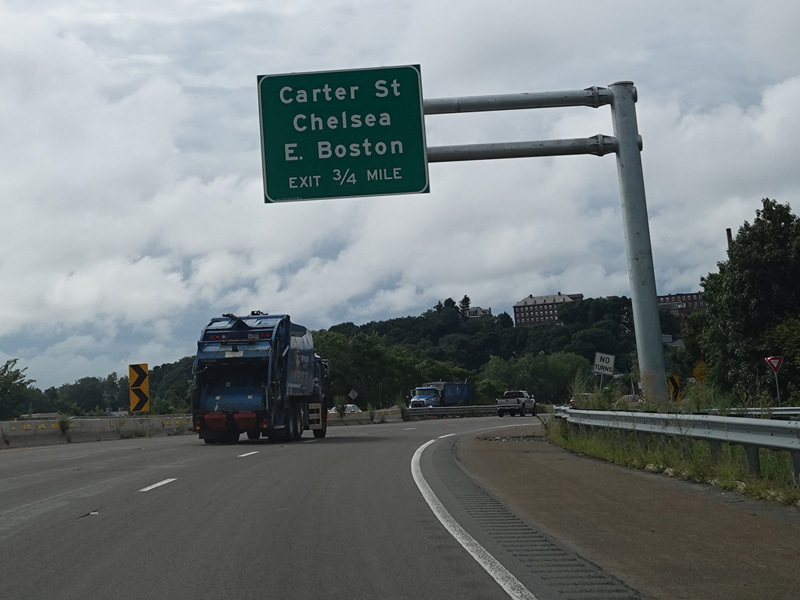 Carter St
Chelsea
E. Boston
EXIT 3/4 MILE
NO
TURNS